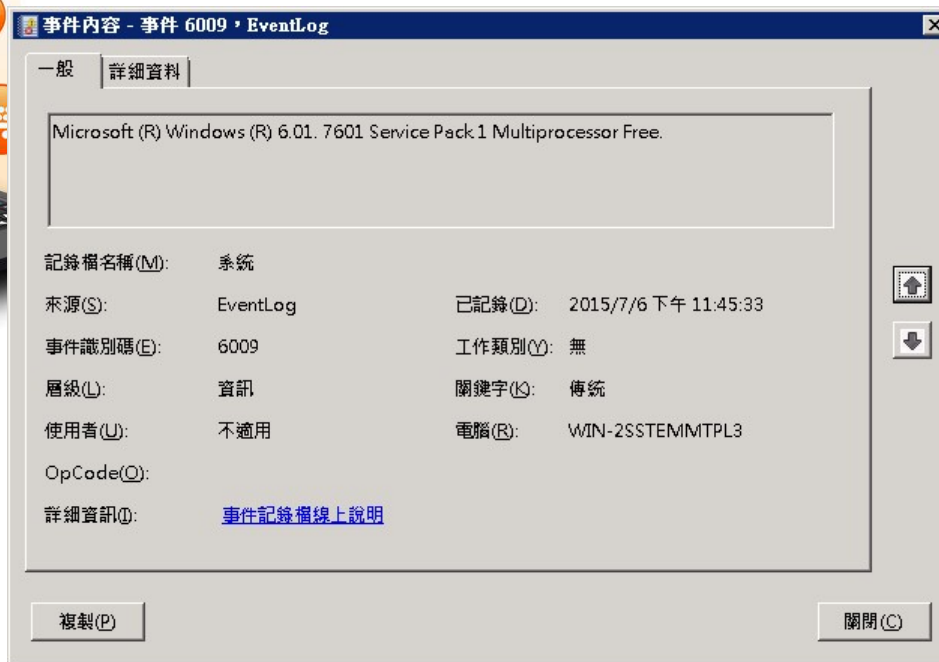 事件內容 - 事件 6009，EventLog
一般 詳細資料
Microsoft (R) Windows (R) 6.01. 7601 Service Pack 1 Multiprocessor Free.
記錄檔名稱(M): 系統
來源(S): EventLog 已記錄(D): 2015/7/6 下午 11:45:33
事件識別碼(E): 6009 工作類別(Y): 無
層級(L): 資訊 關鍵字(K): 傳統
使用者(U): 不適用 電腦(R): WIN-2SSTEMMTPL3
OpCode(O):
詳細資訊(I): 事件記錄檔線上說明
複製(P) 關閉(C)